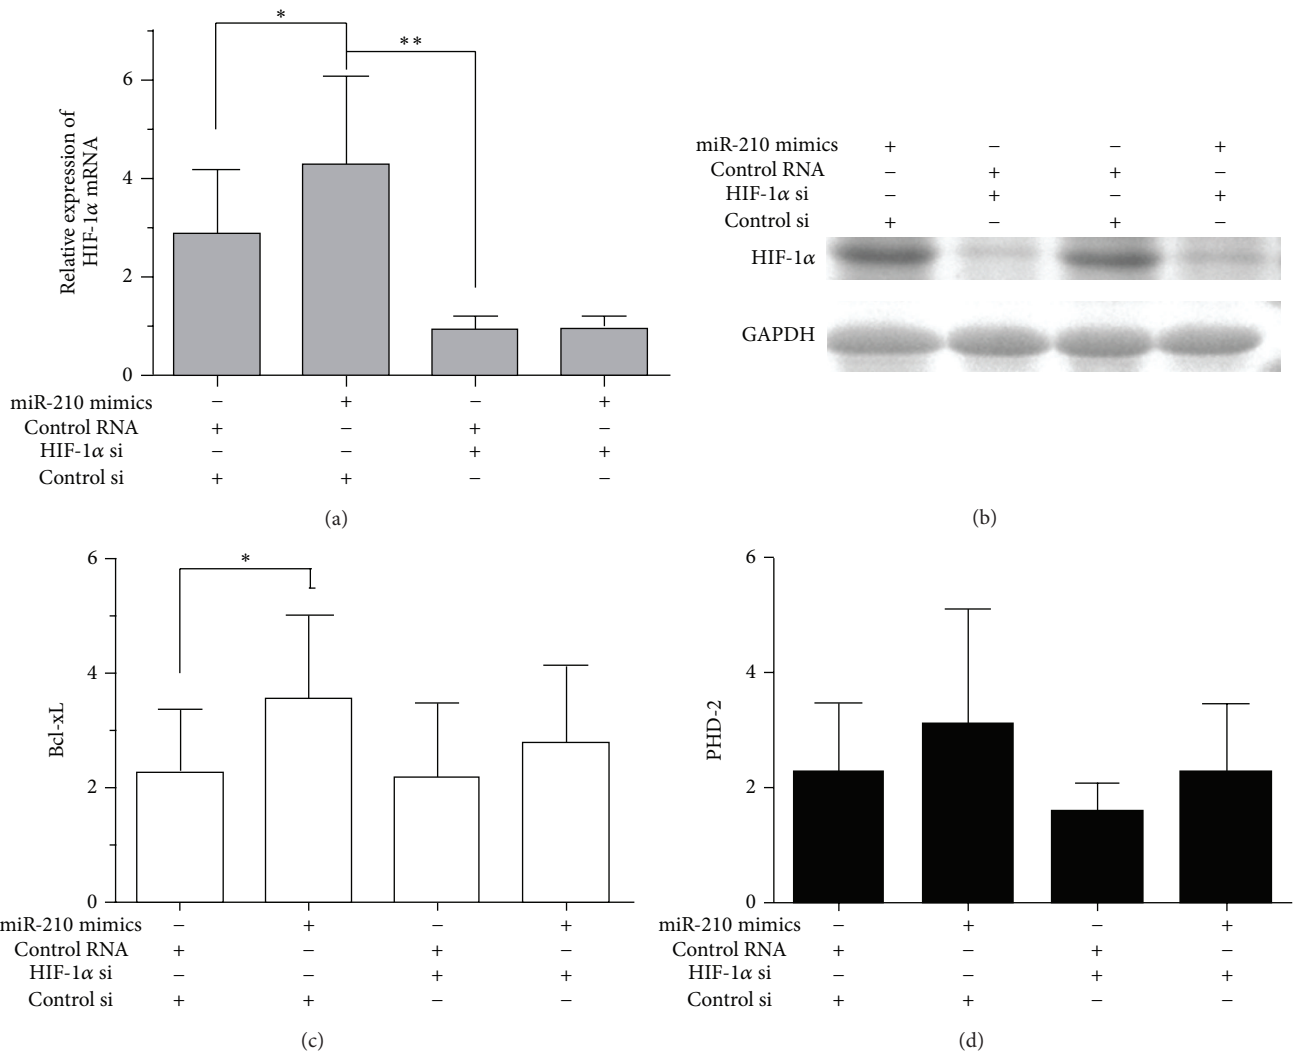 *
**
6
4
2
0
Relative expression of
HIF-1α mRNA
miR-210 mimics − + − +
Control RNA + − + −
HIF-1α si − − + +
Control si + + − −
(a)
miR-210 mimics + − − +
Control RNA − + + −
HIF-1α si − + − +
Control si + − + −
HIF-1α
GAPDH
(b)
*
6
4
2
0
Bcl-xL
miR-210 mimics − + − +
Control RNA + − + −
HIF-1α si − − + +
Control si + + − −
(c)
6
4
2
0
PHD-2
miR-210 mimics − + − +
Control RNA + − + −
HIF-1α si − − + +
Control si + + − −
(d)